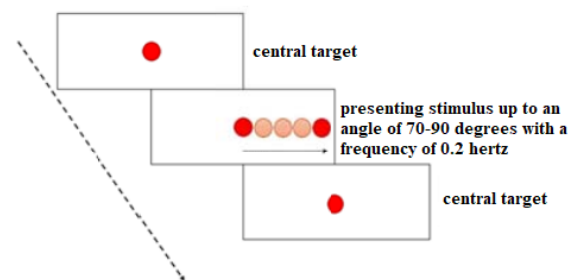 central target
presenting stimulus up to an
angle of 70-90 degrees with a
frequency of 0.2 hertz
central target